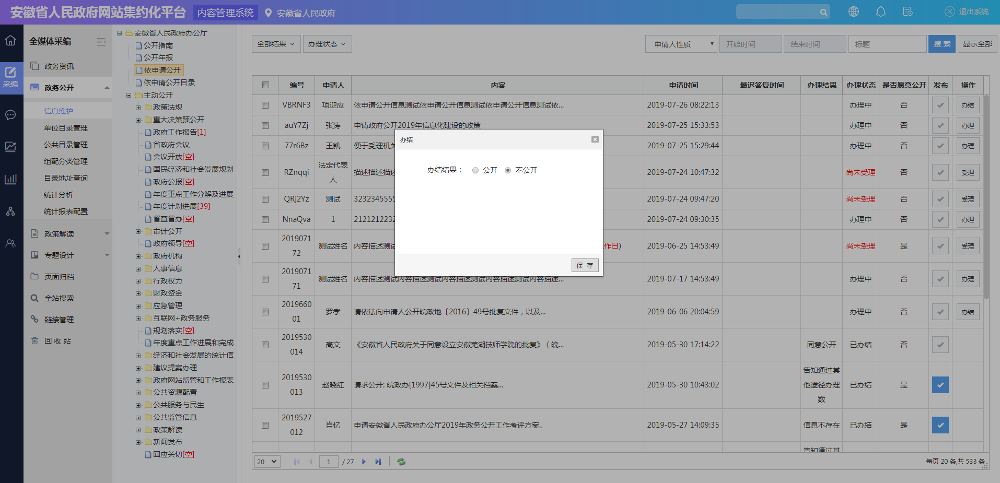 安徽省人民政府网站集约化平台 内容管理系统 安徽省人民政府 退出系统
采编
全媒体采编
政务资讯
政务公开
信息维护
单位目录管理
公共目录管理
组配分类管理
目录地址查询
统计分析
统计报表配置
政策解读
专题设计
页面归档
全站搜索
链接管理
回 收 站
安徽省人民政府办公厅
公开指南
公开年报
依申请公开
依申请公开目录
主动公开
政策法规
重大决策预公开
政府工作报告[1]
省政府会议
会议开放[空]
国民经济和社会发展规划
政府公报[空]
年度重点工作分解及进展
年度计划进展[39]
督查督办[空]
审计公开
政府领导[空]
政府机构
人事信息
行政权力
财政资金
应急管理
互联网+政务服务
规划落实[空]
年度重点工作进展和完成
经济和社会发展的统计信
建议提案办理
政府网站监管和工作报表
公共资源配置
公共服务与民生
公共监管信息
政策解读
新闻发布
回应关切[空]
全部结果 办理状态 申请人性质 开始时间 结束时间 标题 搜 索 显示全部
编号 申请人 内容 申请时间 最迟答复时间 办理结果 办理状态 是否愿意公开 发布 操作
VBRNF3 项迎应 依申请公开信息测试依申请公开信息测试依申请公开信息测试依... 2019-07-26 08:22:13 办理中 否 办结
auY7Zj 张涛 申请政府公开2019年信息化建设的政策 2019-07-25 15:33:53 办理中 否 办理
77r6Bz 王凯 便于受理机关 2019-07-25 15:29:44 办理中 否 办理
RZnqqi 法定代表人 描述描述描述 2019-07-24 10:47:32 尚未受理 否 受理
QRj2Yz 测试 3232345555 2019-07-24 09:47:20 尚未受理 否 受理
NnaQva 1 2121212232 2019-07-24 09:30:35 办理中 否 办理
201907172 测试姓名 内容描述测试 作日) 2019-06-25 14:53:49 尚未受理 是 受理
201907171 测试姓名 内容描述测试内容描述测试内容描述测试内容描述测试内容描述... 2019-07-17 14:53:49 办理中 否 办理
201966001 罗孝 请依法向申请人公开皖政地〔2016〕49号批复文件，以及... 2019-06-06 20:04:59 办理中 否 办结
2019530014 高文 《安徽省人民政府关于同意设立安徽芜湖技师学院的批复》（皖... 2019-05-30 17:14:22 同意公开 已办结 否
2019530013 赵晓红 请求公开: 皖政办[1997]45号文件及相关档案... 2019-05-30 10:43:02 告知通过其他途径办理数 已办结 是
2019527012 肖忆 申请安徽省人民政府办公厅2019年政务公开工作考评方案。 2019-05-27 14:09:35 信息不存在 已办结 是
告知通过其
20 1 / 27 每页 20 条,共 533 条
办结
办结结果： 公开 不公开
保 存